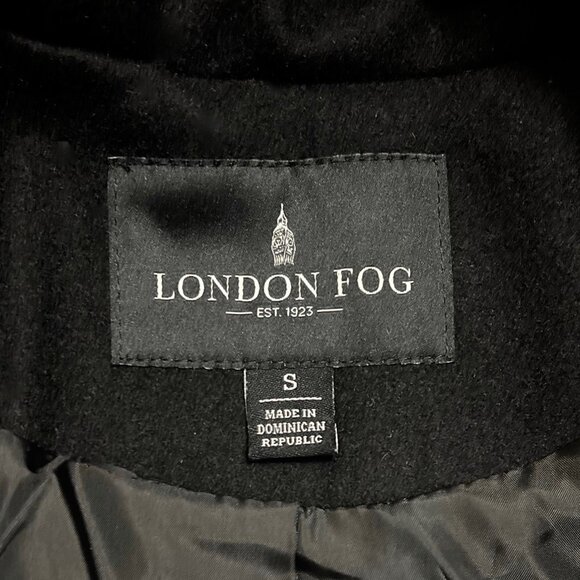 LONDON FOG
EST. 1923
S
MADE IN
DOMINICAN
REPUBLIC